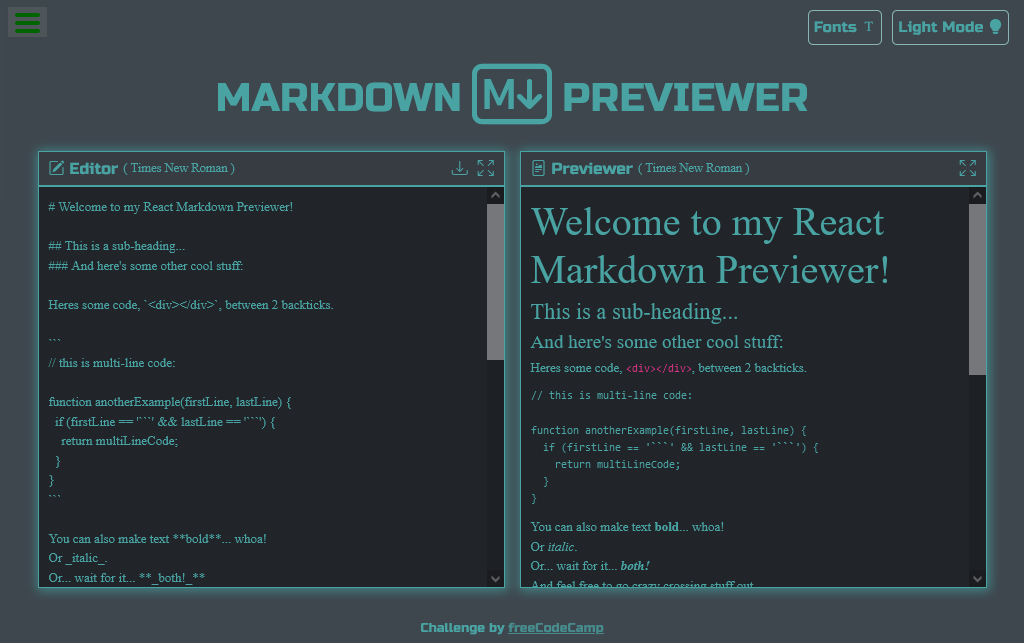 Fonts T
Light Mode
MARKDOWN M PREVIEWER
Editor ( Times New Roman )
# Welcome to my React Markdown Previewer!
## This is a sub-heading...
### And here's some other cool stuff:
Heres some code, `<div></div>`, between 2 backticks.
```
// this is multi-line code:
function anotherExample(firstLine, lastLine) {
  if (firstLine == '```' && lastLine == '```') {
    return multiLineCode;
  }
}
```
You can also make text **bold**... whoa!
Or _italic_.
Or... wait for it... **_both!_**
Previewer ( Times New Roman )
Welcome to my React
Markdown Previewer!
This is a sub-heading...
And here's some other cool stuff:
Heres some code, <div></div>, between 2 backticks.
// this is multi-line code:
function anotherExample(firstLine, lastLine) {
  if (firstLine == '```' && lastLine == '```') {
    return multiLineCode;
  }
}
You can also make text bold... whoa!
Or italic.
Or... wait for it... both!
And feel free to go crazy crossing stuff out.
Challenge by freeCodeCamp